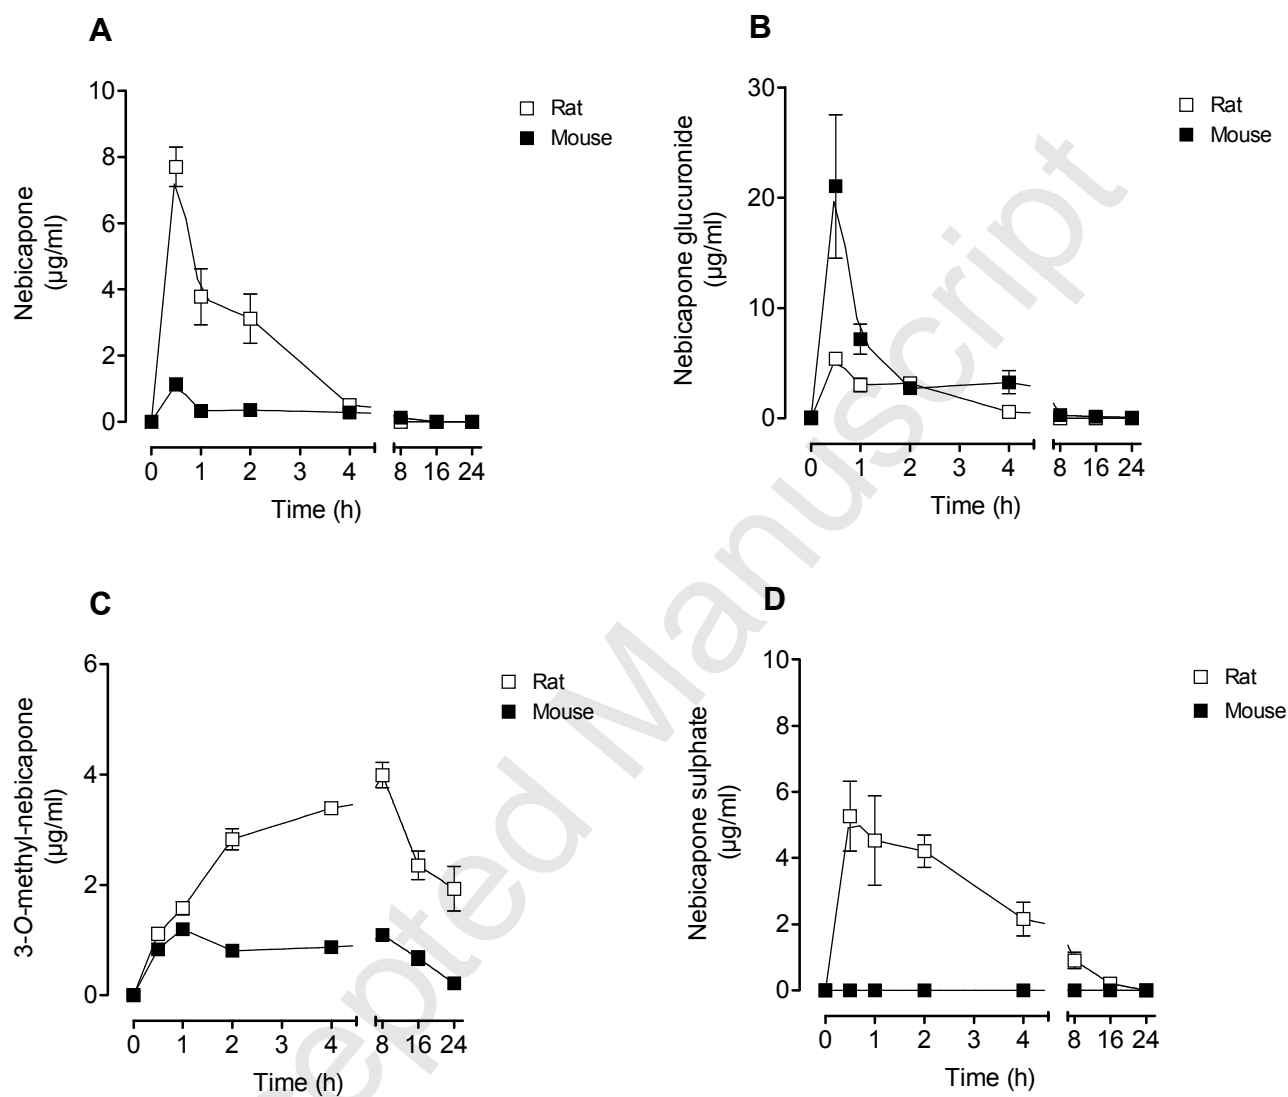 A
Nebicapone
(µg/ml)
10
8
6
4
2
0
Rat
Mouse
0 1 2 3 4 8 16 24
Time (h)
B
Nebicapone glucuronide
(µg/ml)
30
20
10
0
Rat
Mouse
0 1 2 3 4 8 16 24
Time (h)
C
3-O-methyl-nebicapone
(µg/ml)
6
4
2
0
Rat
Mouse
0 1 2 3 4 8 16 24
Time (h)
D
Nebicapone sulphate
(µg/ml)
10
8
6
4
2
0
Rat
Mouse
0 1 2 3 4 8 16 24
Time (h)
epted Manuscript